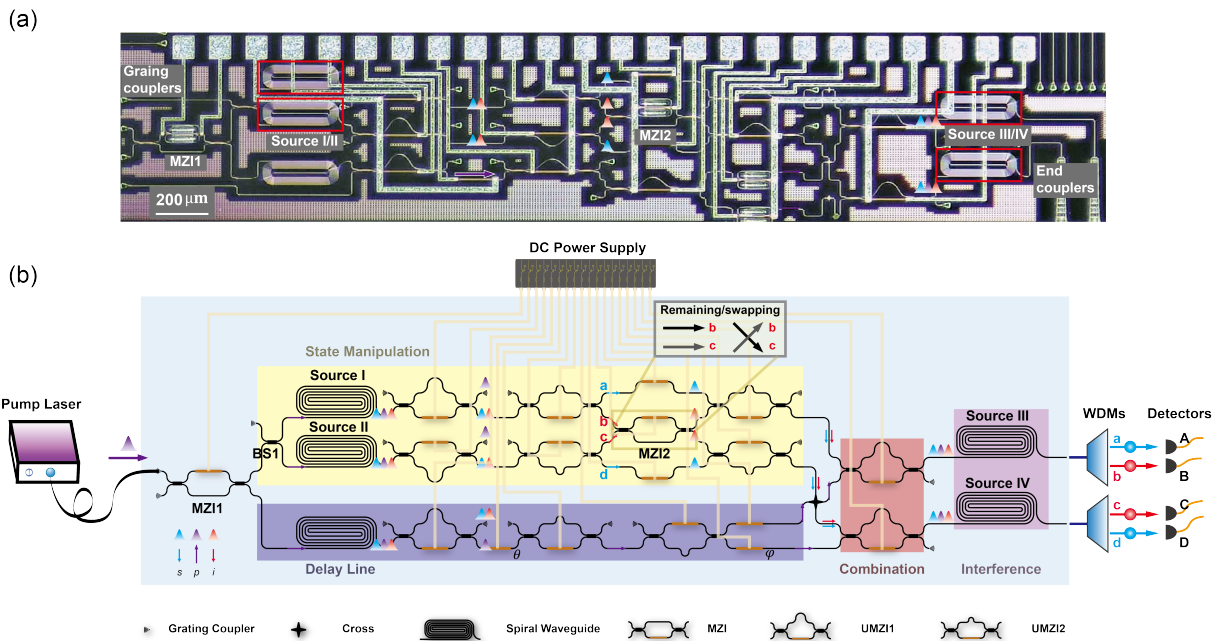 (a)
Graing
couplers
MZI1
Source I/II
MZI2
Source III/IV
End
couplers
200 μm
(b)
DC Power Supply
Remaining/swapping
b
b
c
c
State Manipulation
Source I
Pump Laser
Source II
BS1
a
b
c
d
MZI2
MZI1
s
p
i
Delay Line
θ
φ
Combination
Source III
Source IV
Interference
WDMs
Detectors
a
A
b
B
c
C
d
D
Grating Coupler
Cross
Spiral Waveguide
MZI
UMZI1
UMZI2